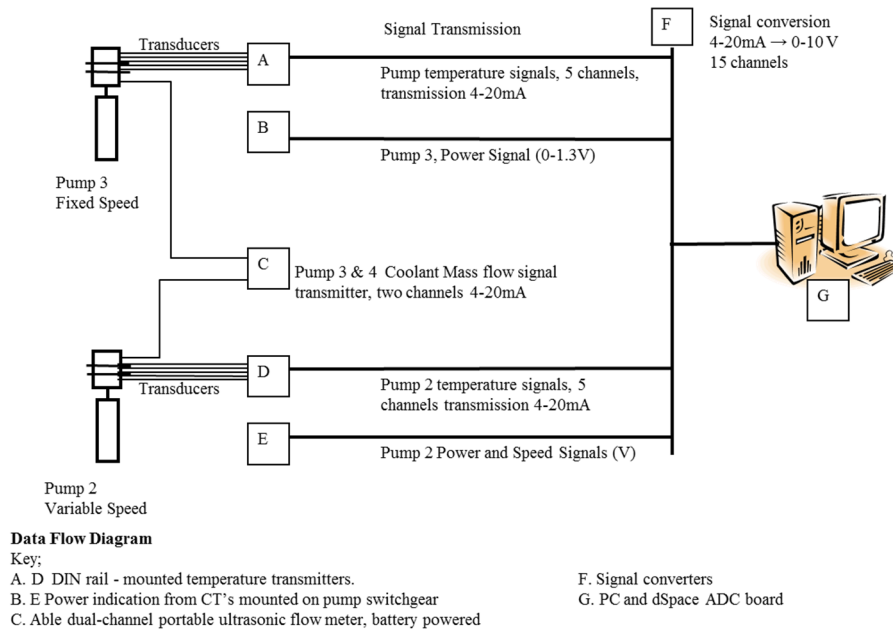 Signal Transmission
F
Signal conversion
4-20mA → 0-10 V
15 channels
Transducers
A
Pump temperature signals, 5 channels,
transmission 4-20mA
B
Pump 3, Power Signal (0-1.3V)
Pump 3
Fixed Speed
C
Pump 3 & 4 Coolant Mass flow signal
transmitter, two channels 4-20mA
G
D
Transducers
Pump 2 temperature signals, 5
channels transmission 4-20mA
E
Pump 2 Power and Speed Signals (V)
Pump 2
Variable Speed
Data Flow Diagram
Key;
A. D DIN rail - mounted temperature transmitters.
B. E Power indication from CT's mounted on pump switchgear
C. Able dual-channel portable ultrasonic flow meter, battery powered
F. Signal converters
G. PC and dSpace ADC board